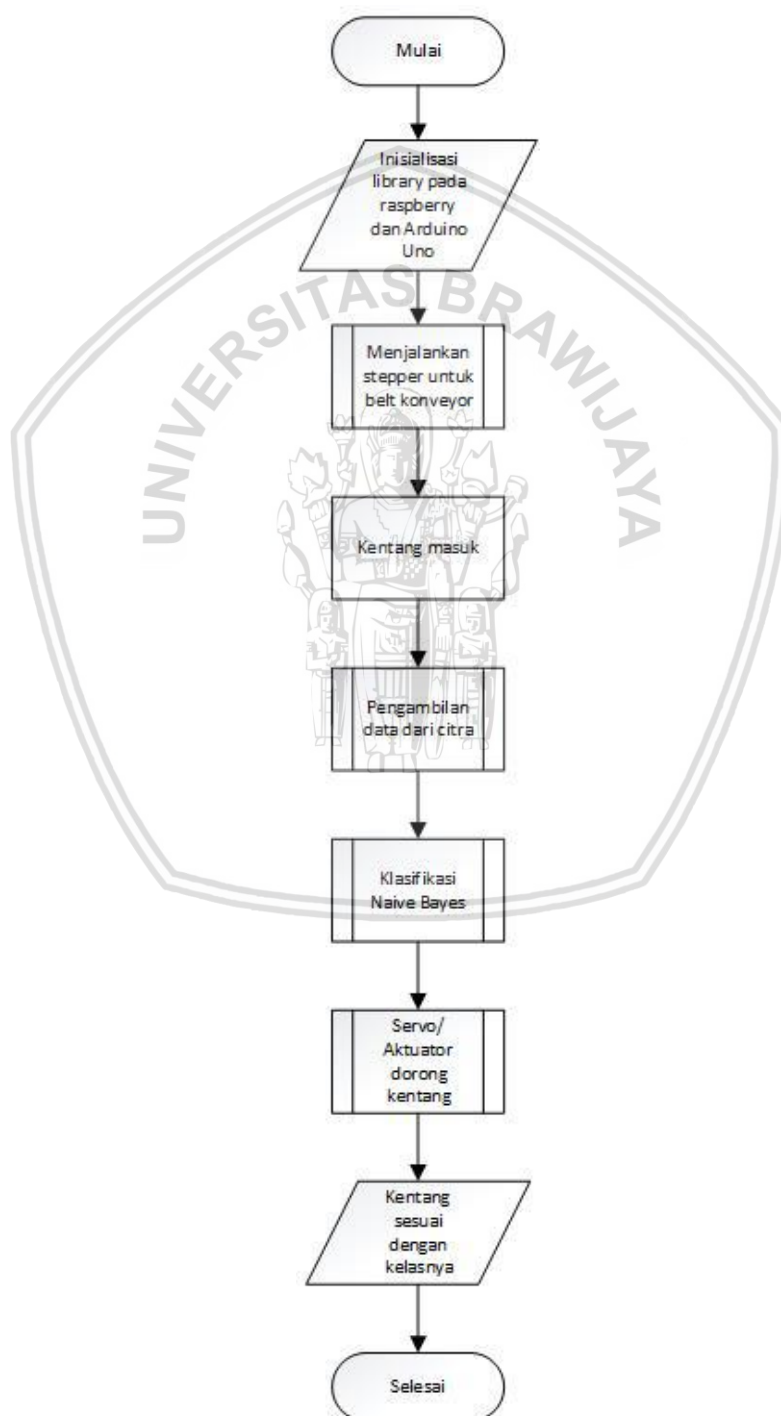 Mulai
Inisialisasi
library pada
raspberry
dan Arduino
Uno
UNIVERSITAS BRAWIJAYA
Menjalankan
stepper untuk
belt konveyor
Kentang masuk
Pengambilan
data dari citra
Klasifikasi
Naive Bayes
Servo/
Aktuator
dorong
kentang
Kentang
sesuai
dengan
kelasnya
Selesai